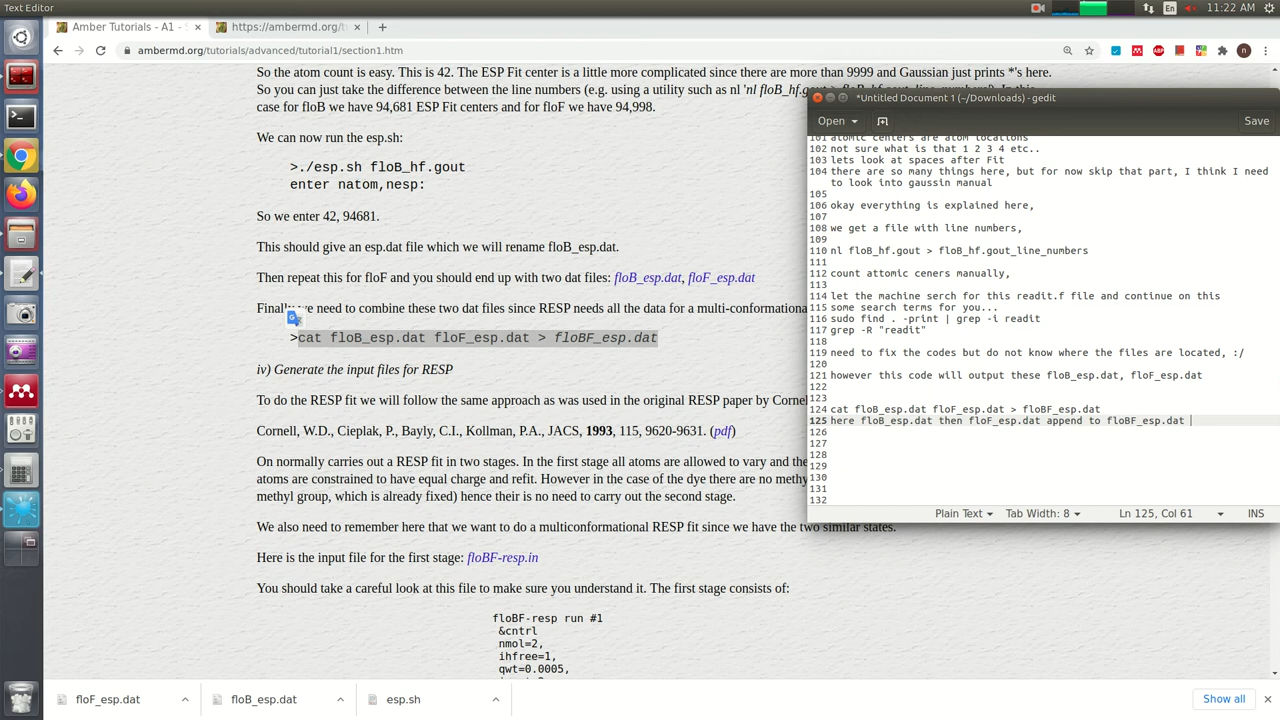 Text Editor
En
11:22 AM
Amber Tutorials - A1 -
https://ambermd.org/t
ambermd.org/tutorials/advanced/tutorial1/section1.htm
ABP
n
So the atom count is easy. This is 42. The ESP Fit center is a little more complicated since there are more than 9999 and Gaussian just prints *'s here.
So you can just take the difference between the line numbers (e.g. using a utility such as nl 'nl floB_hf.gout > floB_hf.gout_line_numbers'). In this
case for floB we have 94,681 ESP Fit centers and for floF we have 94,998.
We can now run the esp.sh:
>./esp.sh floB_hf.gout
enter natom,nesp:
So we enter 42, 94681.
This should give an esp.dat file which we will rename floB_esp.dat.
Then repeat this for floF and you should end up with two dat files: floB_esp.dat, floF_esp.dat
Finally we need to combine these two dat files since RESP needs all the data for a multi-conformational
>cat floB_esp.dat floF_esp.dat > floBF_esp.dat
iv) Generate the input files for RESP
To do the RESP fit we will follow the same approach as was used in the original RESP paper by Cornel
Cornell, W.D., Cieplak, P., Bayly, C.I., Kollman, P.A., JACS, 1993, 115, 9620-9631. (pdf)
On normally carries out a RESP fit in two stages. In the first stage all atoms are allowed to vary and the
atoms are constrained to have equal charge and refit. However in the case of the dye there are no methy
methyl group, which is already fixed) hence their is no need to carry out the second stage.
We also need to remember here that we want to do a multiconformational RESP fit since we have the two similar states.
Here is the input file for the first stage: floBF-resp.in
You should take a careful look at this file to make sure you understand it. The first stage consists of:
floBF-resp run #1
&cntrl
nmol=2,
ihfree=1,
qwt=0.0005,
*Untitled Document 1 (~/Downloads) - gedit
Open
Save
101 atomic centers are atom locations
102 not sure what is that 1 2 3 4 etc..
103 lets look at spaces after Fit
104 there are so many things here, but for now skip that part, I think I need
to look into gaussin manual
105
106 okay everything is explained here,
107
108 we get a file with line numbers,
109
110 nl floB_hf.gout > floB_hf.gout_line_numbers
111
112 count attomic ceners manually,
113
114 let the machine serch for this readit.f file and continue on this
115 some search terms for you...
116 sudo find . -print | grep -i readit
117 grep -R "readit"
118
119 need to fix the codes but do not know where the files are located, :/
120
121 however this code will output these floB_esp.dat, floF_esp.dat
122
123
124 cat floB_esp.dat floF_esp.dat > floBF_esp.dat
125 here floB_esp.dat then floF_esp.dat append to floBF_esp.dat
126
127
128
129
130
131
132
Plain Text
Tab Width: 8
Ln 125, Col 61
INS
floF_esp.dat
floB_esp.dat
esp.sh
Show all